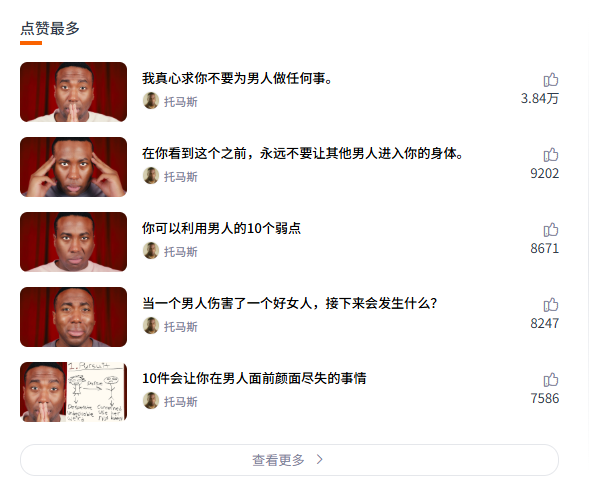 点赞最多
我真心求你不要为男人做任何事。
托马斯
3.84万
在你看到这个之前，永远不要让其他男人进入你的身体。
托马斯
9202
你可以利用男人的10个弱点
托马斯
8671
当一个男人伤害了一个好女人，接下来会发生什么？
托马斯
8247
1. Pursuit
10件会让你在男人面前颜面尽失的事情
托马斯
7586
查看更多